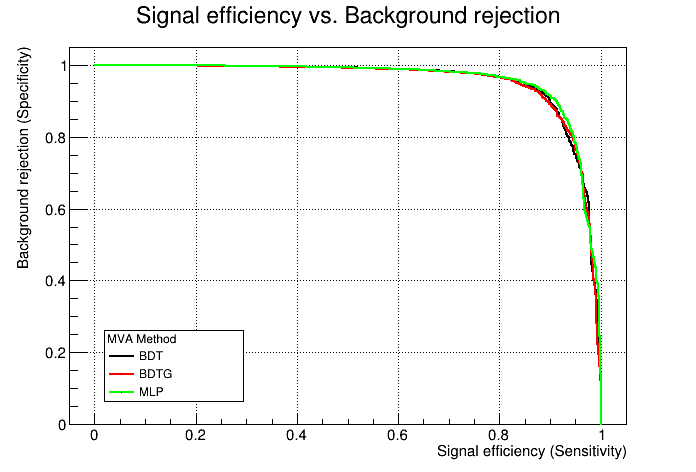 Signal efficiency vs. Background rejection
Background rejection (Specificity)
1
0.8
0.6
0.4
0.2
0
MVA Method
BDT
BDTG
MLP
0 0.2 0.4 0.6 0.8 1
Signal efficiency (Sensitivity)